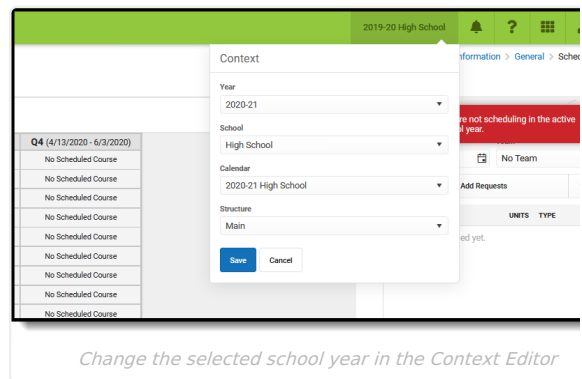 2019-20 High School
?
Context
nformation > General > Sched
Year
2020-21
re not scheduling in the active
ol year.
Q4 (4/13/2020 - 6/3/2020)
School
High School
No Team
No Scheduled Course
No Scheduled Course
Calendar
2020-21 High School
Add Requests
No Scheduled Course
No Scheduled Course
Structure
Main
UNITS TYPE
No Scheduled Course
ed yet.
No Scheduled Course
Save Cancel
No Scheduled Course
No Scheduled Course
No Scheduled Course
Change the selected school year in the Context Editor